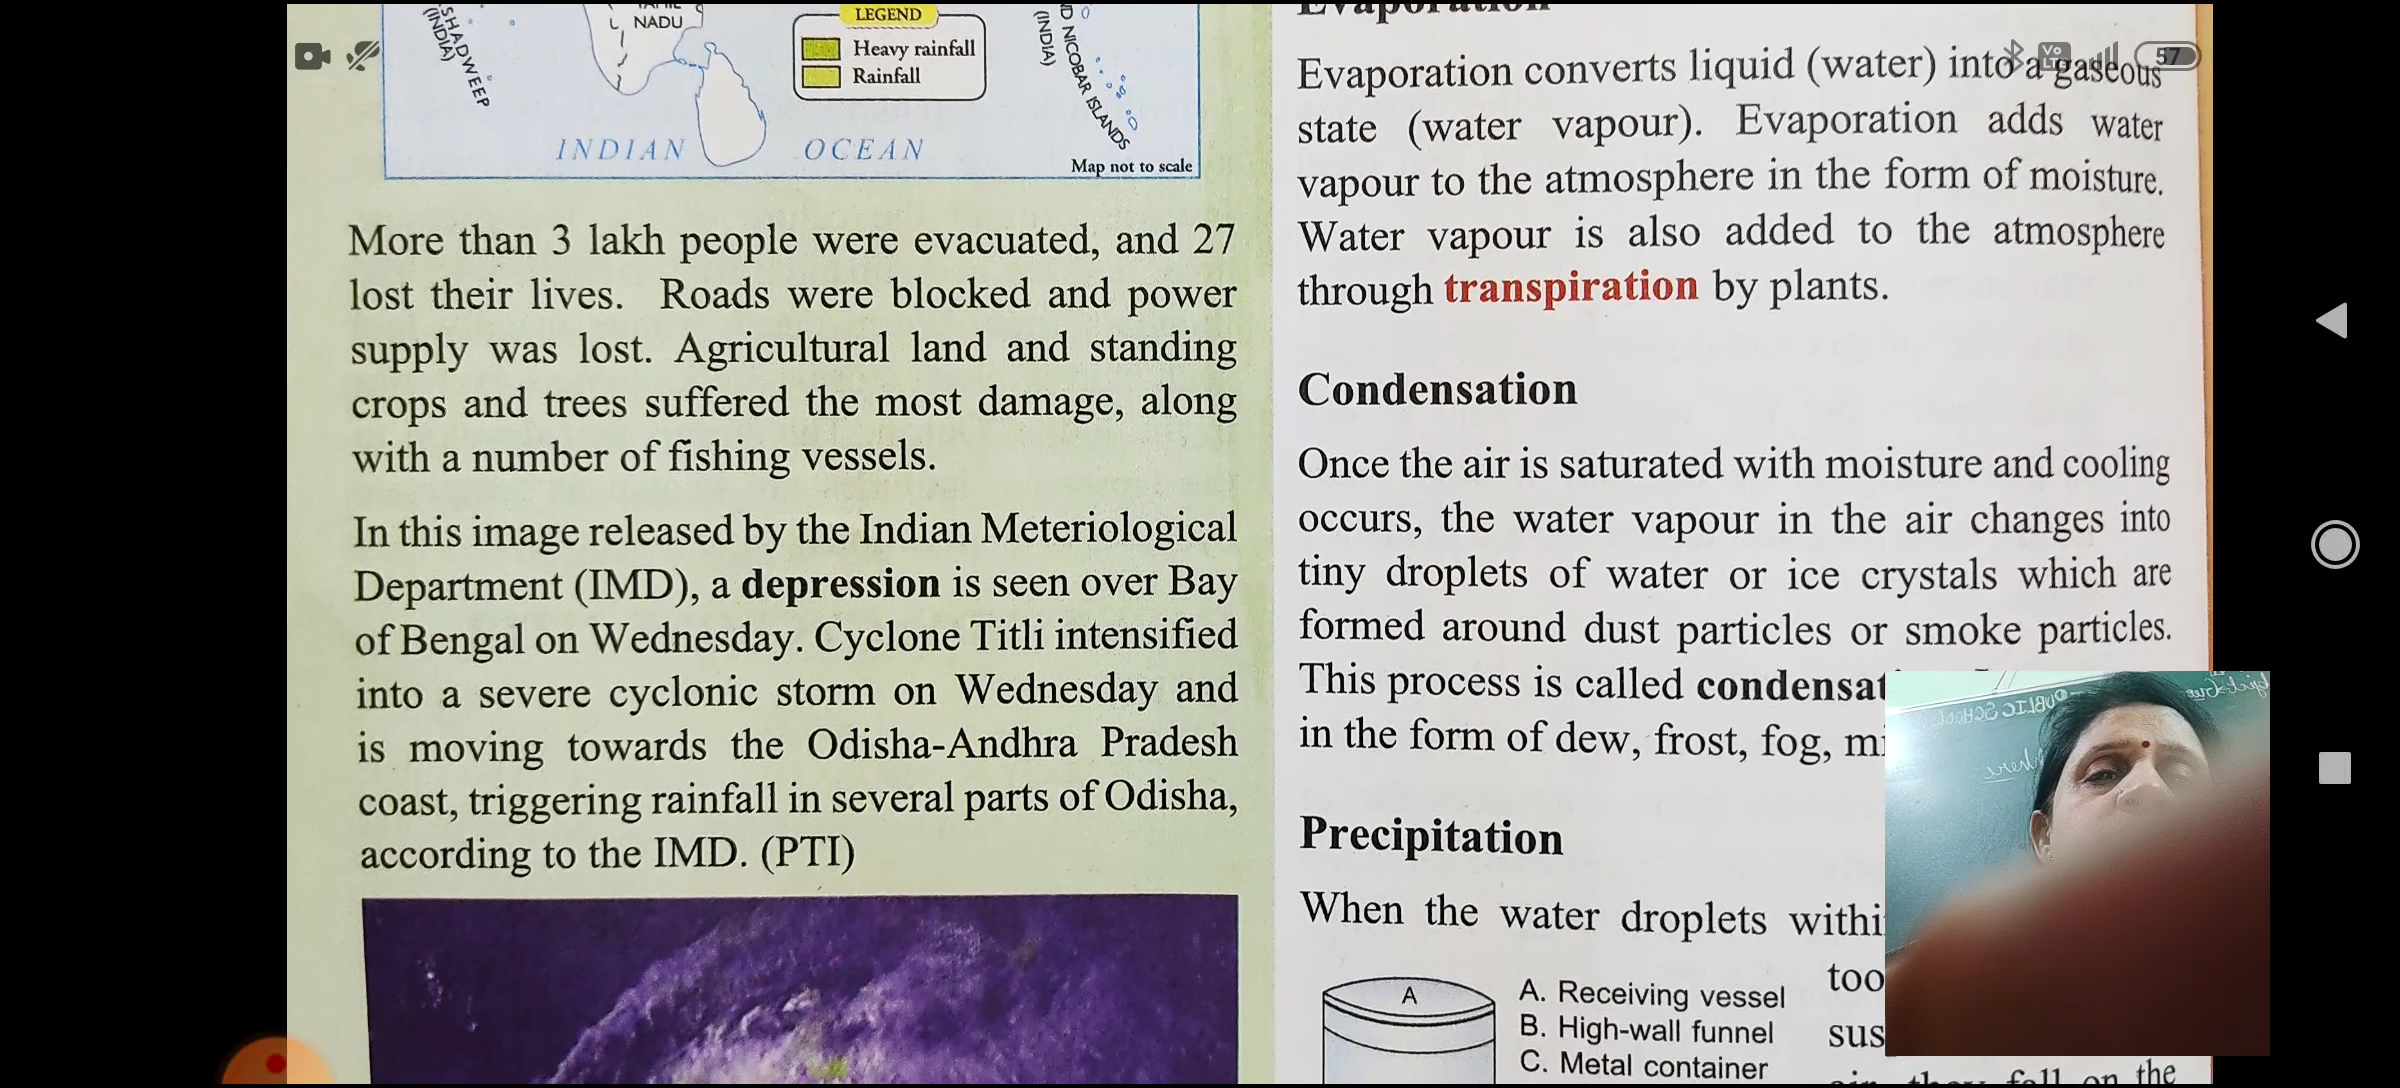 SHADWEEP
(INDIA)
NADU
LEGEND
Heavy rainfall
Rainfall
NICOBAR ISLANDS
(INDIA)
INDIAN OCEAN
Map not to scale
More than 3 lakh people were evacuated, and 27
lost their lives. Roads were blocked and power
supply was lost. Agricultural land and standing
crops and trees suffered the most damage, along
with a number of fishing vessels.
In this image released by the Indian Meteriological
Department (IMD), a depression is seen over Bay
of Bengal on Wednesday. Cyclone Titli intensified
into a severe cyclonic storm on Wednesday and
is moving towards the Odisha-Andhra Pradesh
coast, triggering rainfall in several parts of Odisha,
according to the IMD. (PTI)
Evaporation
Evaporation converts liquid (water) into a gaseous
state (water vapour). Evaporation adds water
vapour to the atmosphere in the form of moisture.
Water vapour is also added to the atmosphere
through transpiration by plants.
Condensation
Once the air is saturated with moisture and cooling
occurs, the water vapour in the air changes into
tiny droplets of water or ice crystals which are
formed around dust particles or smoke particles.
This process is called condensat
in the form of dew, frost, fog, mi
Precipitation
When the water droplets withi
too
sus
fall on the
A
A. Receiving vessel
B. High-wall funnel
C. Metal container
57
PUBLIC SCHOOL